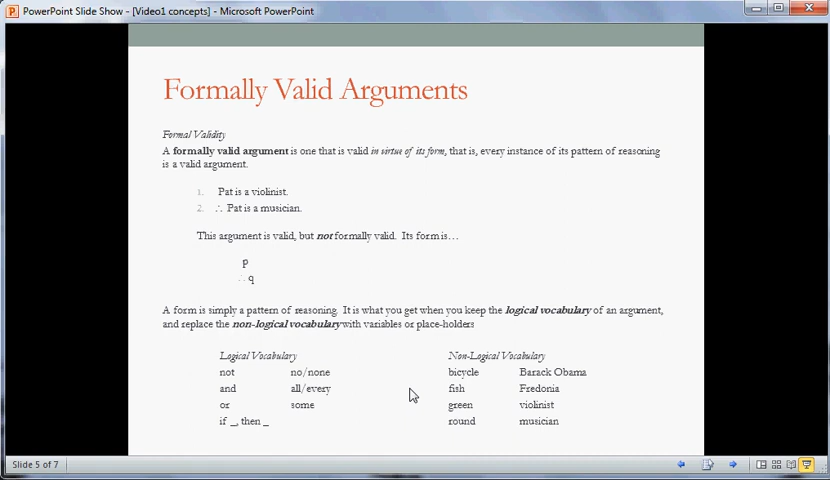 PowerPoint Slide Show - [Video1 concepts] - Microsoft PowerPoint
Formally Valid Arguments
Formal Validity
A formally valid argument is one that is valid in virtue of its form, that is, every instance of its pattern of reasoning
is a valid argument.
1. Pat is a violinist.
2. ∴ Pat is a musician.
This argument is valid, but not formally valid. Its form is…
p
∴ q
A form is simply a pattern of reasoning. It is what you get when you keep the logical vocabulary of an argument,
and replace the non-logical vocabulary with variables or place-holders
Logical Vocabulary Non-Logical Vocabulary
not no/none bicycle Barack Obama
and all/every fish Fredonia
or some green violinist
if _, then _ round musician
Slide 5 of 7